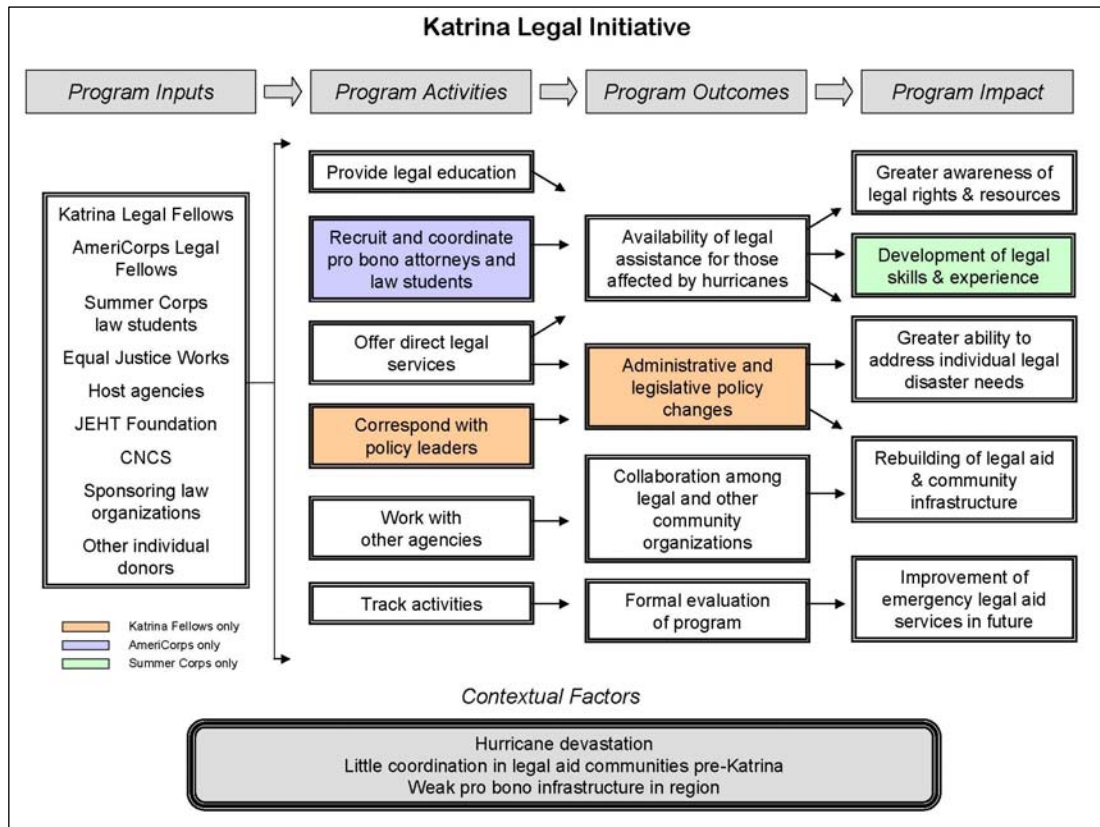 Katrina Legal Initiative
Program Inputs
Program Activities
Program Outcomes
Program Impact
Katrina Legal Fellows
AmeriCorps Legal
Fellows
Summer Corps
law students
Equal Justice Works
Host agencies
JEHT Foundation
CNCS
Sponsoring law
organizations
Other individual
donors
Katrina Fellows only
AmeriCorps only
Summer Corps only
Provide legal education
Recruit and coordinate
pro bono attorneys and
law students
Offer direct legal
services
Correspond with
policy leaders
Work with
other agencies
Track activities
Availability of legal
assistance for those
affected by hurricanes
Administrative and
legislative policy
changes
Collaboration among
legal and other
community
organizations
Formal evaluation
of program
Greater awareness of
legal rights & resources
Development of legal
skills & experience
Greater ability to
address individual legal
disaster needs
Rebuilding of legal aid
& community
infrastructure
Improvement of
emergency legal aid
services in future
Contextual Factors
Hurricane devastation
Little coordination in legal aid communities pre-Katrina
Weak pro bono infrastructure in region